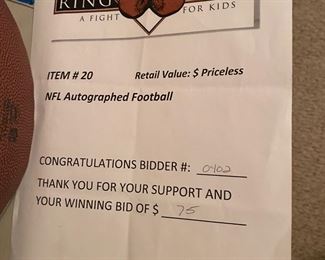 RING
A FIGHT FOR KIDS
ITEM # 20 Retail Value: $ Priceless
NFL Autographed Football
CONGRATULATIONS BIDDER #: 0402
THANK YOU FOR YOUR SUPPORT AND
YOUR WINNING BID OF $ 75